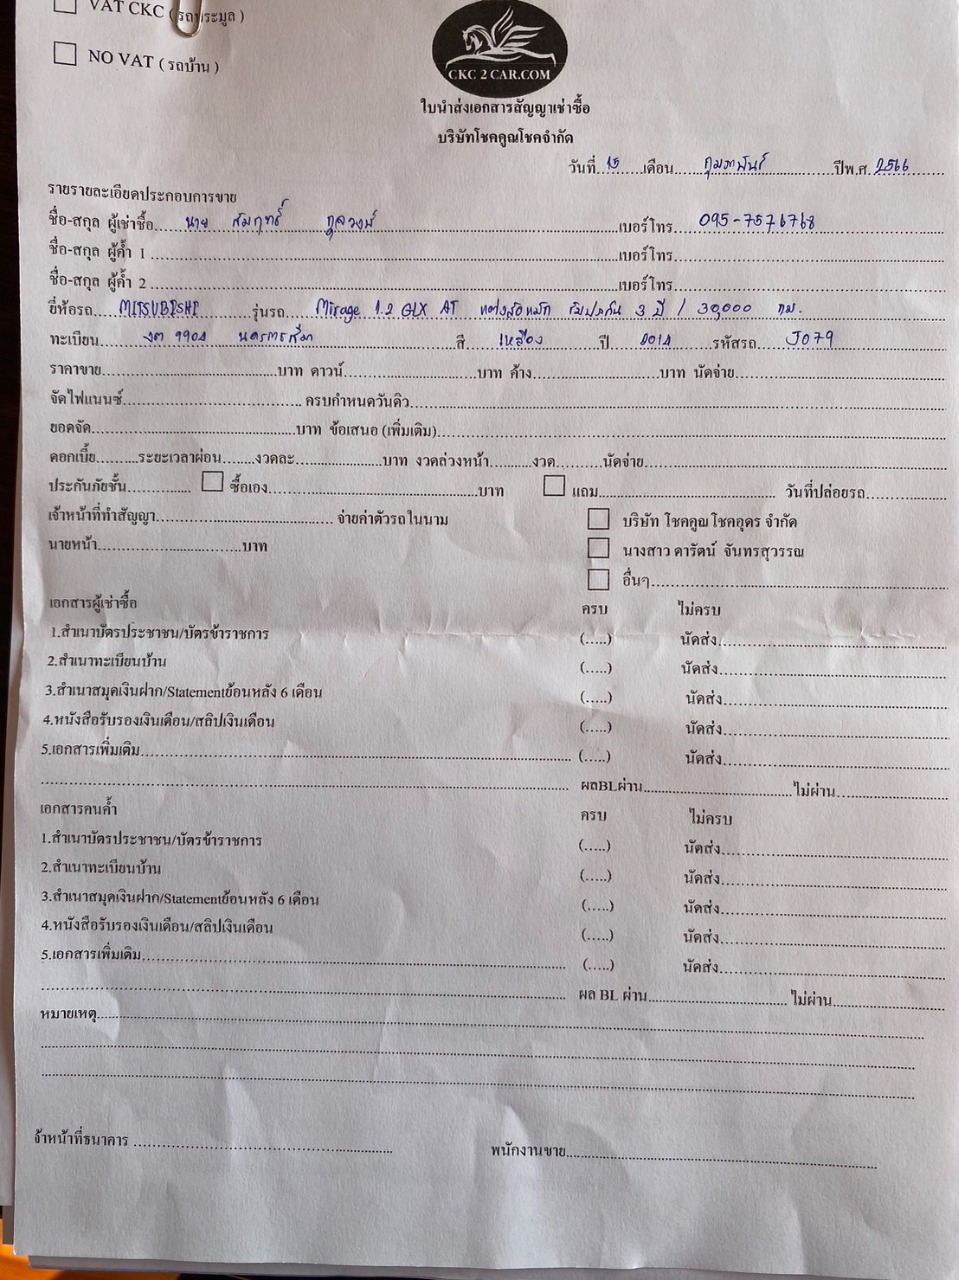 VAT CKC (รถประมูล )
NO VAT ( รถบ้าน )
CKC 2 CAR.COM
ใบนำส่งเอกสารสัญญาเช่าซื้อ
บริษัทโชคคูณโชคจำกัด
วันที่..15...เดือน....กุมภาพันธ์.....ปีพ.ศ. 2566
รายรายละเอียดประกอบการขาย
ชื่อ-สกุล ผู้เช่าซื้อ.....นาย สัมฤทธิ์ กุลวงษ์.....เบอร์โทร....095-7576768
ชื่อ-สกุล ผู้ค้ำ 1..........เบอร์โทร..........
ชื่อ-สกุล ผู้ค้ำ 2..........เบอร์โทร..........
ยี่ห้อรถ....MITSUBISHI....รุ่นรถ....Mirage 1.2 GLX AT รับประกัน 3 ปี / 30,000 กม.
ทะเบียน.....9904 นครราชสีมา.....สี....เหลือง....ปี....2014....รหัสรถ....J079
ราคาขาย..........บาท ดาวน์..........บาท ค้าง..........บาท นัดจ่าย..........
จัดไฟแนนซ์..........ครบกำหนดวันดิว..........
ยอดจัด..........บาท ข้อเสนอ (เพิ่มเติม)..........
ดอกเบี้ย.........ระยะเวลาผ่อน.......งวดละ..........บาท งวดล่วงหน้า.........งวด..........นัดจ่าย..........
ประกันภัยชั้น.......... ซื้อเอง..........บาท แถม.......... วันที่ปล่อยรถ..........
เจ้าหน้าที่ทำสัญญา.......... จ่ายค่าตัวรถในนาม บริษัท โชคคูณ โชคอุดร จำกัด
นายหน้า..........บาท นางสาว ดารัตน์ จันทรสุวรรณ
อื่นๆ..........
เอกสารผู้เช่าซื้อ ครบ ไม่ครบ
1.สำเนาบัตรประชาชน/บัตรข้าราชการ (.....) นัดส่ง..........
2.สำเนาทะเบียนบ้าน (.....) นัดส่ง..........
3.สำเนาสมุดเงินฝาก/Statementย้อนหลัง 6 เดือน (.....) นัดส่ง..........
4.หนังสือรับรองเงินเดือน/สลิปเงินเดือน (.....) นัดส่ง..........
5.เอกสารเพิ่มเติม.......... (.....) นัดส่ง..........
.......... ผลBLผ่าน..........ไม่ผ่าน..........
เอกสารคนค้ำ ครบ ไม่ครบ
1.สำเนาบัตรประชาชน/บัตรข้าราชการ (.....) นัดส่ง..........
2.สำเนาทะเบียนบ้าน (.....) นัดส่ง..........
3.สำเนาสมุดเงินฝาก/Statementย้อนหลัง 6 เดือน (.....) นัดส่ง..........
4.หนังสือรับรองเงินเดือน/สลิปเงินเดือน (.....) นัดส่ง..........
5.เอกสารเพิ่มเติม.......... (.....) นัดส่ง..........
.......... ผล BL ผ่าน..........ไม่ผ่าน..........
หมายเหตุ..........
จ้าหน้าที่ธนาคาร .......... พนักงานขาย..........